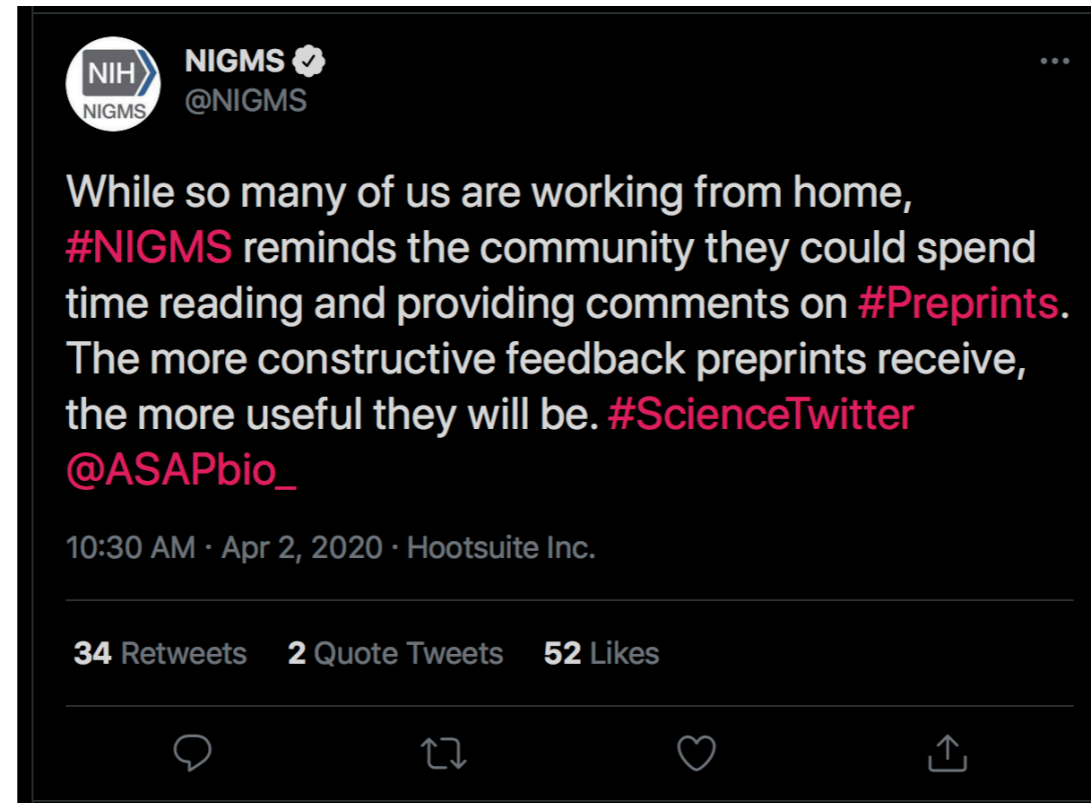 NIH
NIGMS
NIGMS
@NIGMS
While so many of us are working from home,
#NIGMS reminds the community they could spend
time reading and providing comments on #Preprints.
The more constructive feedback preprints receive,
the more useful they will be. #ScienceTwitter
@ASAPbio_
10:30 AM · Apr 2, 2020 · Hootsuite Inc.
34 Retweets 2 Quote Tweets 52 Likes